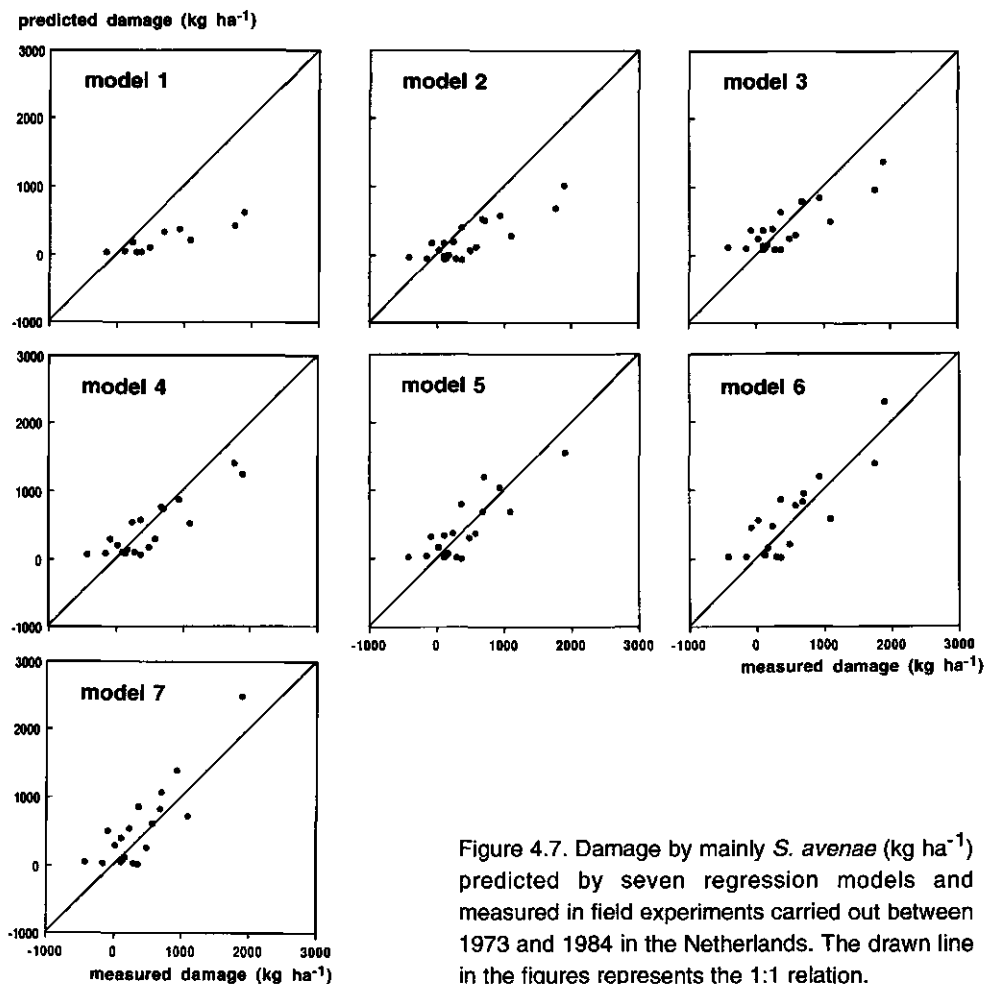 predicted damage (kg ha⁻¹)
3000
2000
1000
0
-1000
model 1
model 2
model 3
3000
2000
1000
0
-1000
model 4
model 5
model 6
-1000 0 1000 2000 3000
-1000 0 1000 2000 3000
measured damage (kg ha⁻¹)
3000
2000
1000
0
-1000
model 7
-1000 0 1000 2000 3000
measured damage (kg ha⁻¹)
Figure 4.7. Damage by mainly S. avenae (kg ha⁻¹)
predicted by seven regression models and
measured in field experiments carried out between
1973 and 1984 in the Netherlands. The drawn line
in the figures represents the 1:1 relation.